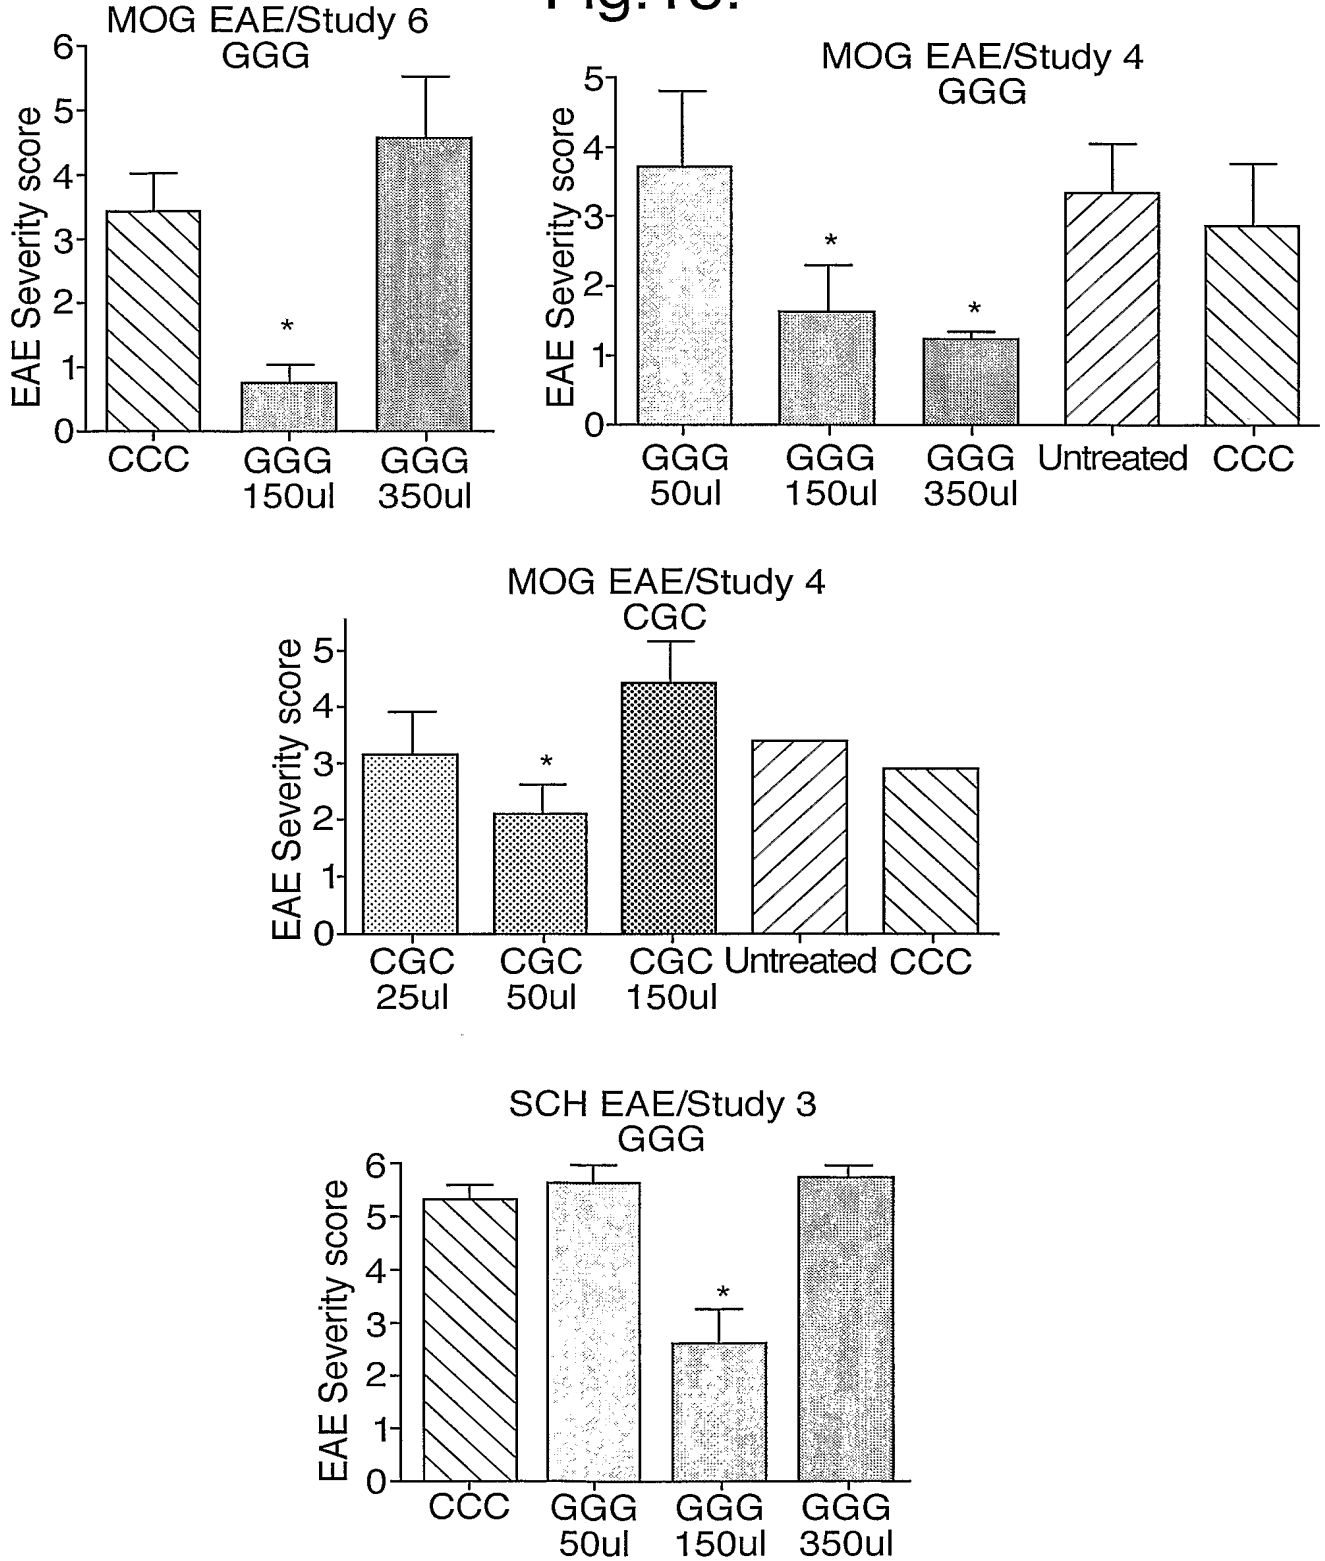 MOG EAE/Study 6
GGG
EAE Severity score
6
5
4
3
2
1
0
*
CCC GGG GGG
150ul 350ul
MOG EAE/Study 4
GGG
EAE Severity score
5
4
3
2
1
0
*
*
GGG GGG GGG Untreated CCC
50ul 150ul 350ul
MOG EAE/Study 4
CGC
EAE Severity score
5
4
3
2
1
0
*
CGC CGC CGC Untreated CCC
25ul 50ul 150ul
SCH EAE/Study 3
GGG
EAE Severity score
6
5
4
3
2
1
0
*
CCC GGG GGG GGG
50ul 150ul 350ul